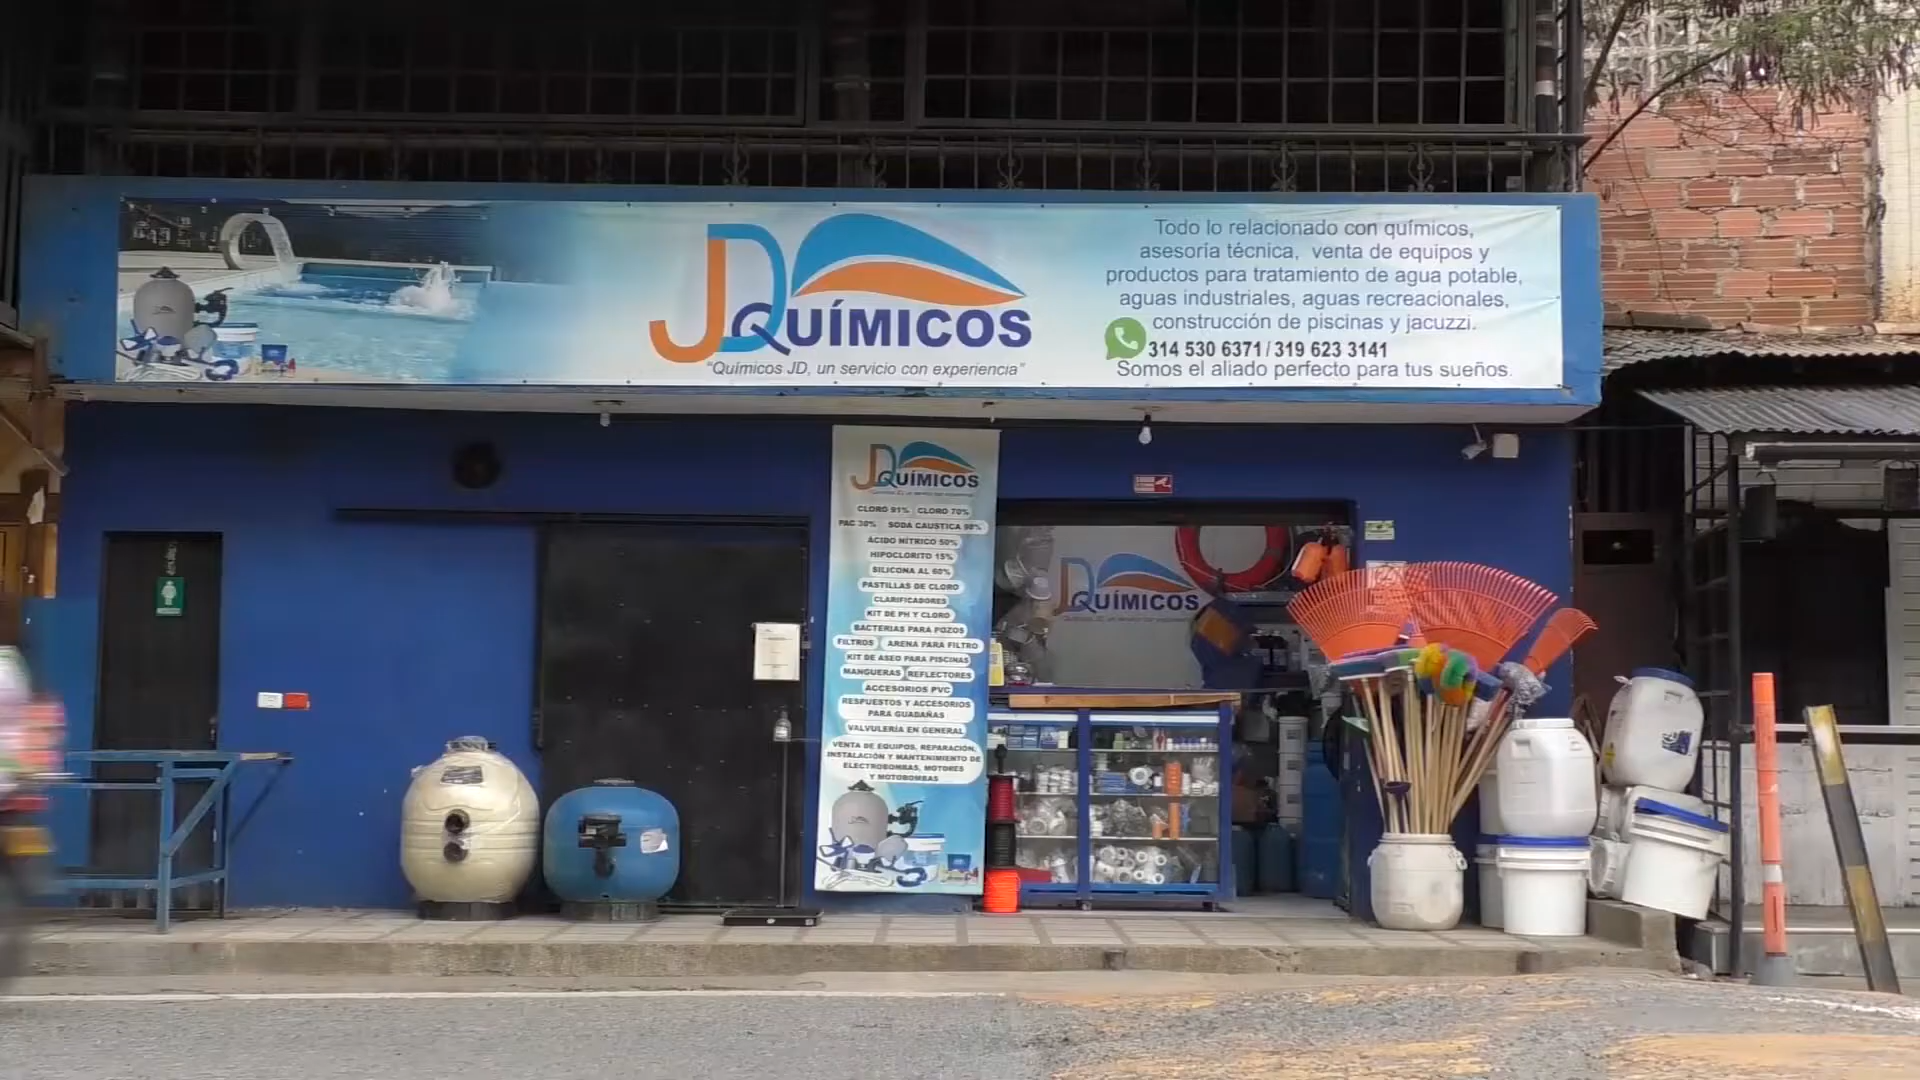 JD QUÍMICOS
"Químicos JD, un servicio con experiencia"
Todo lo relacionado con químicos,
asesoría técnica, venta de equipos y
productos para tratamiento de agua potable,
aguas industriales, aguas recreacionales,
construcción de piscinas y jacuzzi.
314 530 6371 / 319 623 3141
Somos el aliado perfecto para tus sueños.
JD QUÍMICOS
CLORO 91% CLORO 70%
PAC 30% SODA CAUSTICA 98%
ÁCIDO NÍTRICO 50%
HIPOCLORITO 15%
SILICONA AL 60%
PASTILLAS DE CLORO
CLARIFICADORES
KIT DE PH Y CLORO
BACTERIAS PARA POZOS
FILTROS ARENA PARA FILTRO
KIT DE ASEO PARA PISCINAS
MANGUERAS REFLECTORES
ACCESORIOS PVC
RESPUESTOS Y ACCESORIOS
PARA GUADAÑAS
VALVULERÍA EN GENERAL
VENTA DE EQUIPOS, REPARACIÓN,
INSTALACIÓN Y MANTENIMIENTO DE
ELECTROBOMBAS, MOTORES
Y MOTOBOMBAS
JD QUÍMICOS